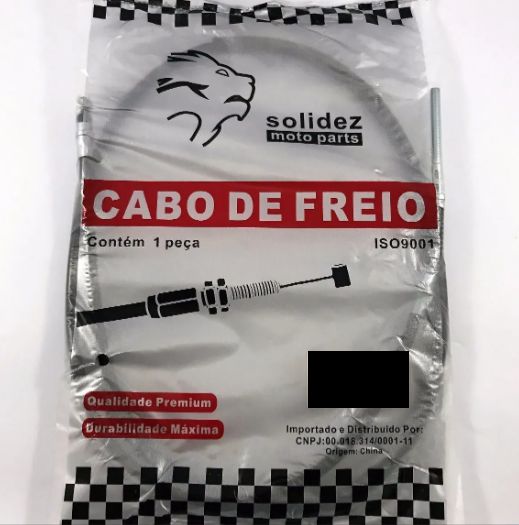 solidez
moto parts
CABO DE FREIO
Contém 1 peça
ISO9001
Qualidade Premium
Durabilidade Máxima
Importado e Distribuido Por:
CNPJ:00.018.314/0001-11
Origem: China